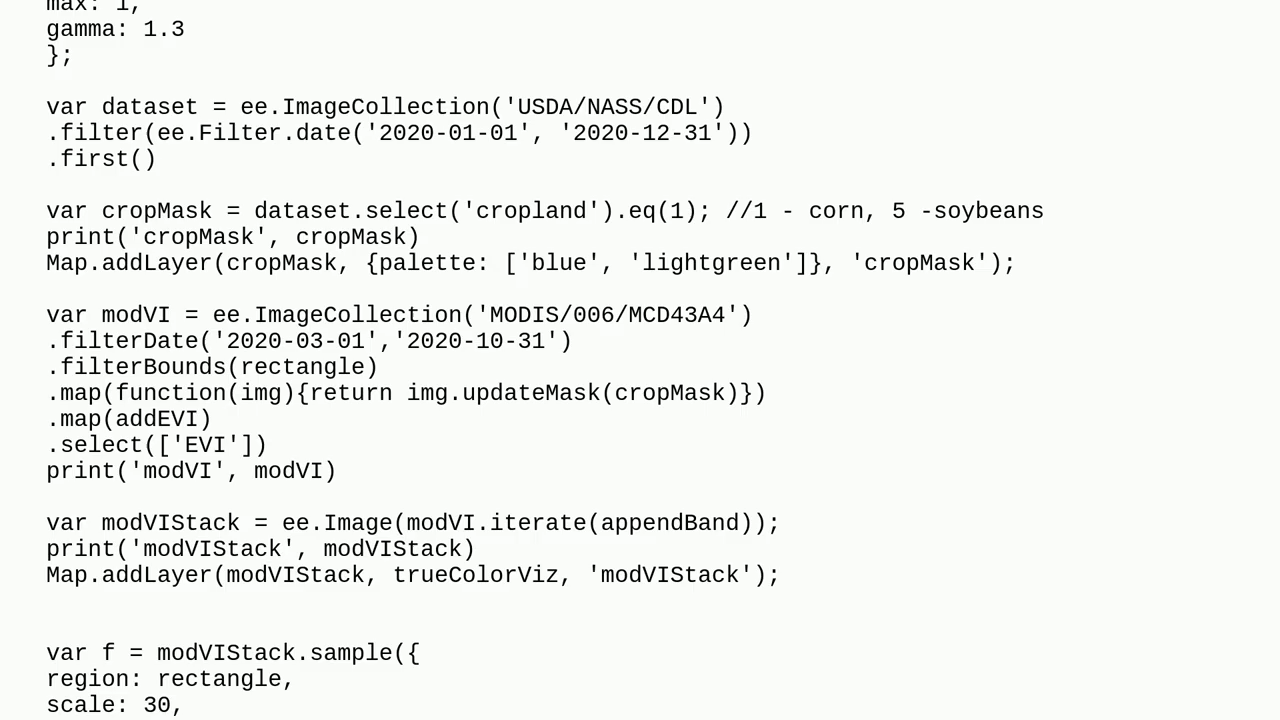 max: 1,
gamma: 1.3
};
var dataset = ee.ImageCollection('USDA/NASS/CDL')
.filter(ee.Filter.date('2020-01-01', '2020-12-31'))
.first()
var cropMask = dataset.select('cropland').eq(1); //1 - corn, 5 -soybeans
print('cropMask', cropMask)
Map.addLayer(cropMask, {palette: ['blue', 'lightgreen']}, 'cropMask');
var modVI = ee.ImageCollection('MODIS/006/MCD43A4')
.filterDate('2020-03-01','2020-10-31')
.filterBounds(rectangle)
.map(function(img){return img.updateMask(cropMask)})
.map(addEVI)
.select(['EVI'])
print('modVI', modVI)
var modVIStack = ee.Image(modVI.iterate(appendBand));
print('modVIStack', modVIStack)
Map.addLayer(modVIStack, trueColorViz, 'modVIStack');
var f = modVIStack.sample({
region: rectangle,
scale: 30,